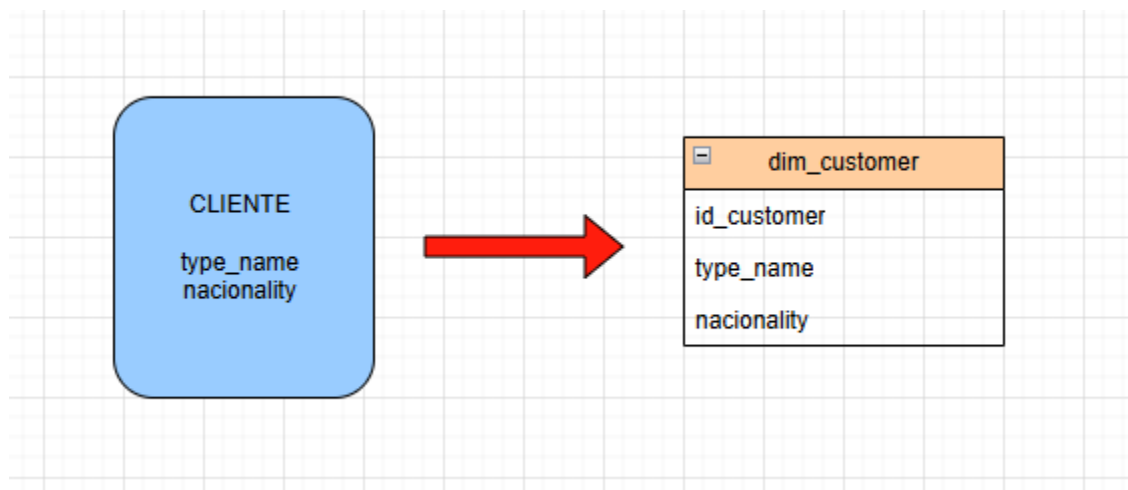 CLIENTE
type_name
nacionality
dim_customer
id_customer
type_name
nacionality